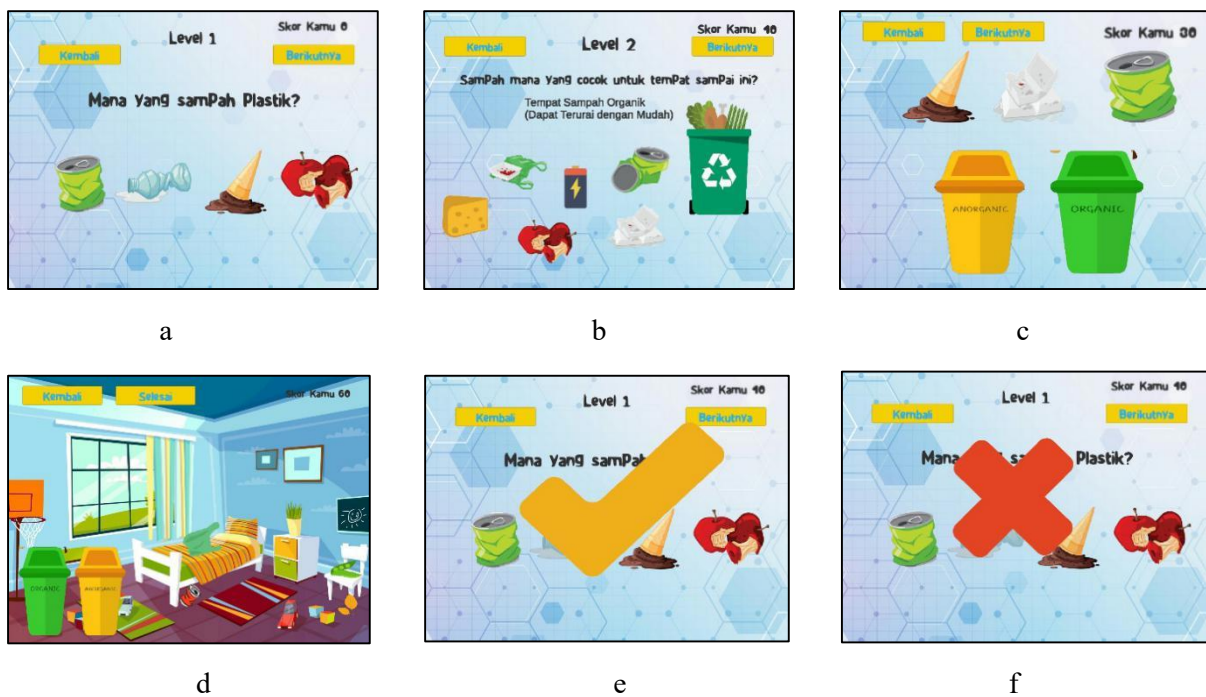 Level 1
Skor Kamu 0
Kembali
Berikutnya
Mana yang samPah Plastik?
Level 2
Skor Kamu 10
Kembali
Berikutnya
SamPah mana yang cocok untuk temPat samPai ini?
Tempat Sampah Organik
(Dapat Terurai dengan Mudah)
Kembali
Berikutnya
Skor Kamu 30
ANORGANIC
ORGANIC
a
b
c
Kembali
Selesai
Skor Kamu 60
ORGANIC
ANORGANIC
Level 1
Skor Kamu 10
Kembali
Berikutnya
Mana yang samPa
Level 1
Skor Kamu 10
Kembali
Berikutnya
Mana sa Plastik?
d
e
f